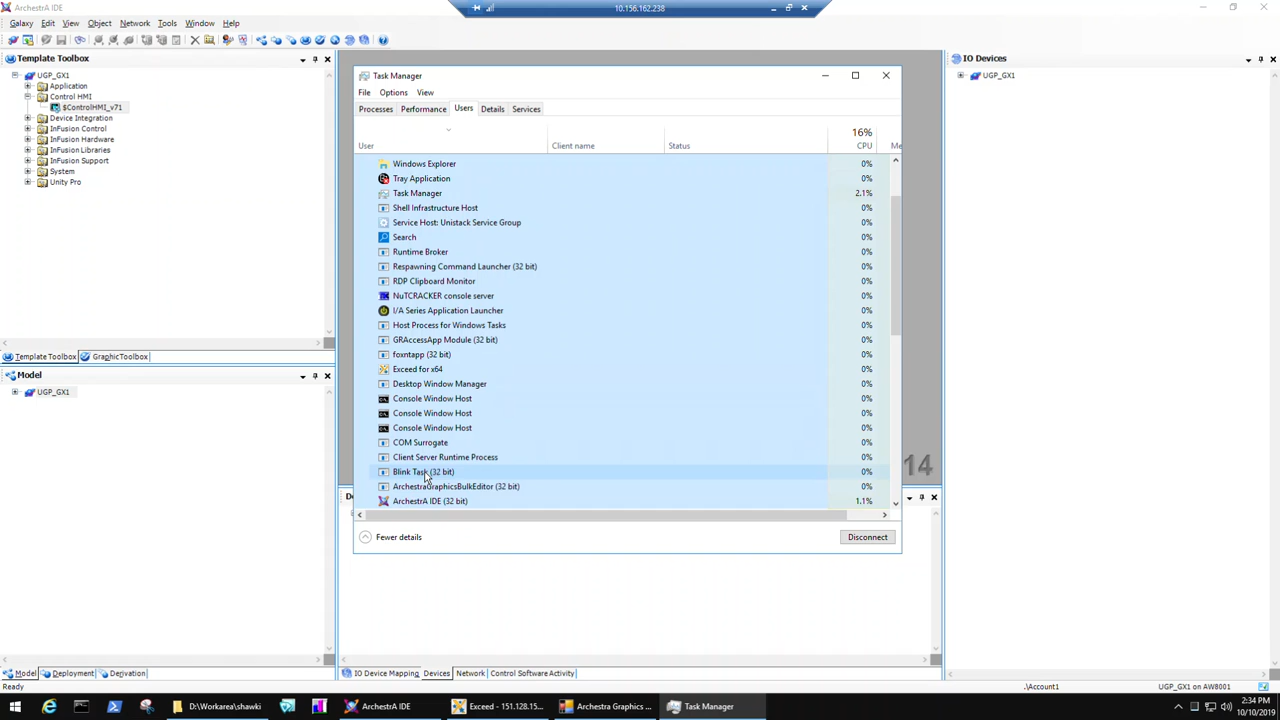 ArchestrA IDE
10.156.162.238
Galaxy Edit View Object Network Tools Window Help
Template Toolbox
UGP_GX1
Application
Control HMI
$ControlHMI_v71
Device Integration
InFusion Control
InFusion Hardware
InFusion Libraries
InFusion Support
System
Unity Pro
Template Toolbox GraphicToolbox
Model
UGP_GX1
Model Deployment Derivation
Ready
Task Manager
File Options View
Processes Performance Users Details Services
16%
User Client name Status CPU Me
Windows Explorer 0%
Tray Application 0%
Task Manager 2.1%
Shell Infrastructure Host 0%
Service Host: Unistack Service Group 0%
Search 0%
Runtime Broker 0%
Respawning Command Launcher (32 bit) 0%
RDP Clipboard Monitor 0%
NuTCRACKER console server 0%
I/A Series Application Launcher 0%
Host Process for Windows Tasks 0%
GRAccessApp Module (32 bit) 0%
foxntapp (32 bit) 0%
Exceed for x64 0%
Desktop Window Manager 0%
Console Window Host 0%
Console Window Host 0%
Console Window Host 0%
COM Surrogate 0%
Client Server Runtime Process 0%
Blink Task (32 bit) 0%
ArchestraGraphicsBulkEditor (32 bit) 0%
ArchestrA IDE (32 bit) 1.1%
Fewer details Disconnect
14
De
IO Device Mapping Devices Network Control Software Activity
IO Devices
UGP_GX1
.\Account1 UGP_GX1 on AW8001
D:\Workarea\shawki ArchestrA IDE Exceed - 151.128.15... Archestra Graphics ... Task Manager
2:34 PM
10/10/2019